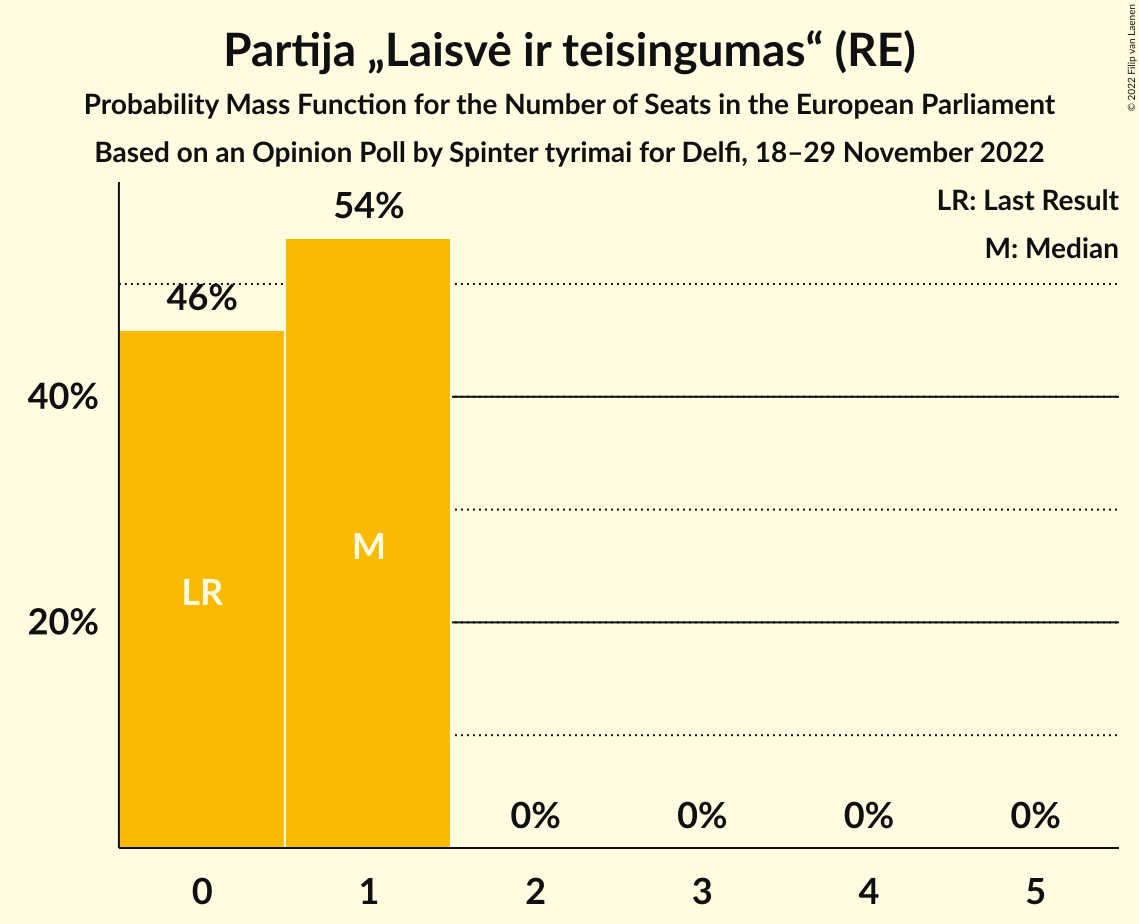 Partija „Laisvė ir teisingumas“ (RE)
Probability Mass Function for the Number of Seats in the European Parliament
Based on an Opinion Poll by Spinter tyrimai for Delfi, 18–29 November 2022
© 2022 Filip van Laenen
LR: Last Result
M: Median
54%
46%
40%
20%
M
LR
0% 0% 0% 0%
0 1 2 3 4 5